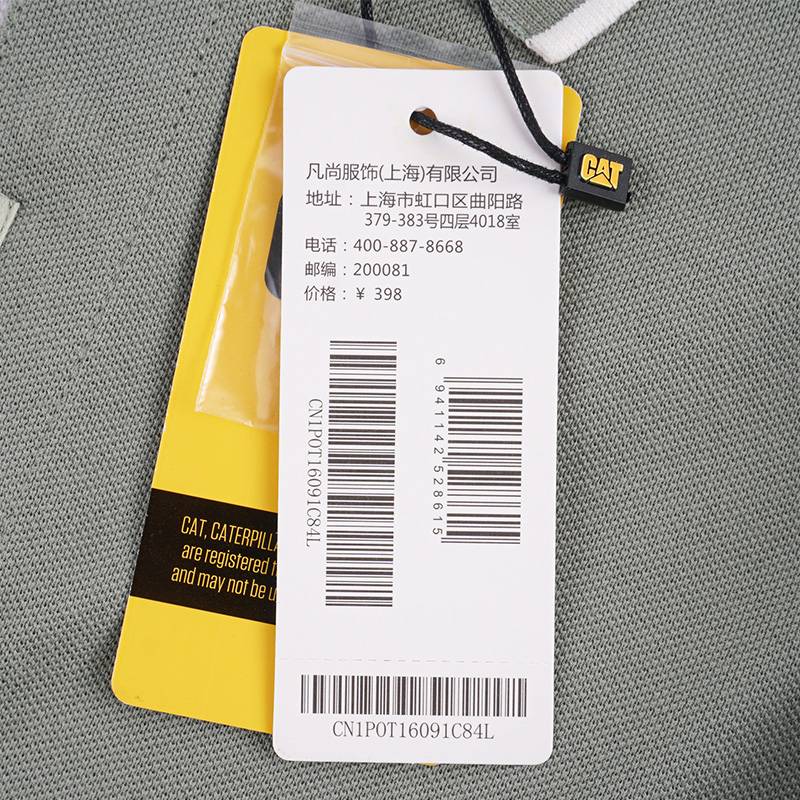 CAT
凡尚服饰(上海)有限公司
地址：上海市虹口区曲阳路
379-383号四层4018室
电话：400-887-8668
邮编：200081
价格：¥ 398
CN1POT16091C84L
6 941142 528615
CN1POT16091C84L
CAT, CATERPILLA
are registered
and may not be